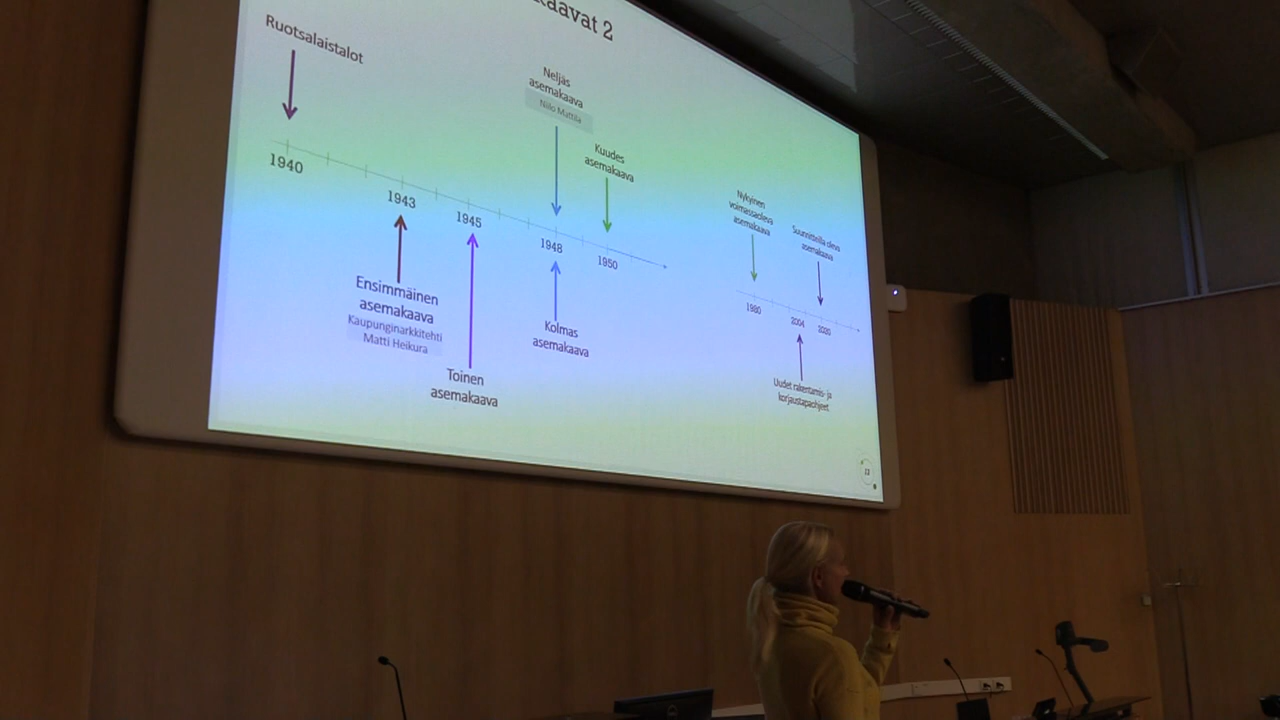 kaavat 2
Ruotsalaistalot
Neljäs
asemakaava
Niilo Mattila
Kuudes
asemakaava
Nykyinen
voimassaoleva
asemakaava
Suunnitteilla oleva
asemakaava
1940
1943
1945
1948
1950
1980
2004
2020
Ensimmäinen
asemakaava
Kaupunginarkkitehti
Matti Heikura
Toinen
asemakaava
Kolmas
asemakaava
Uudet rakentamis- ja
korjaustapaohjeet